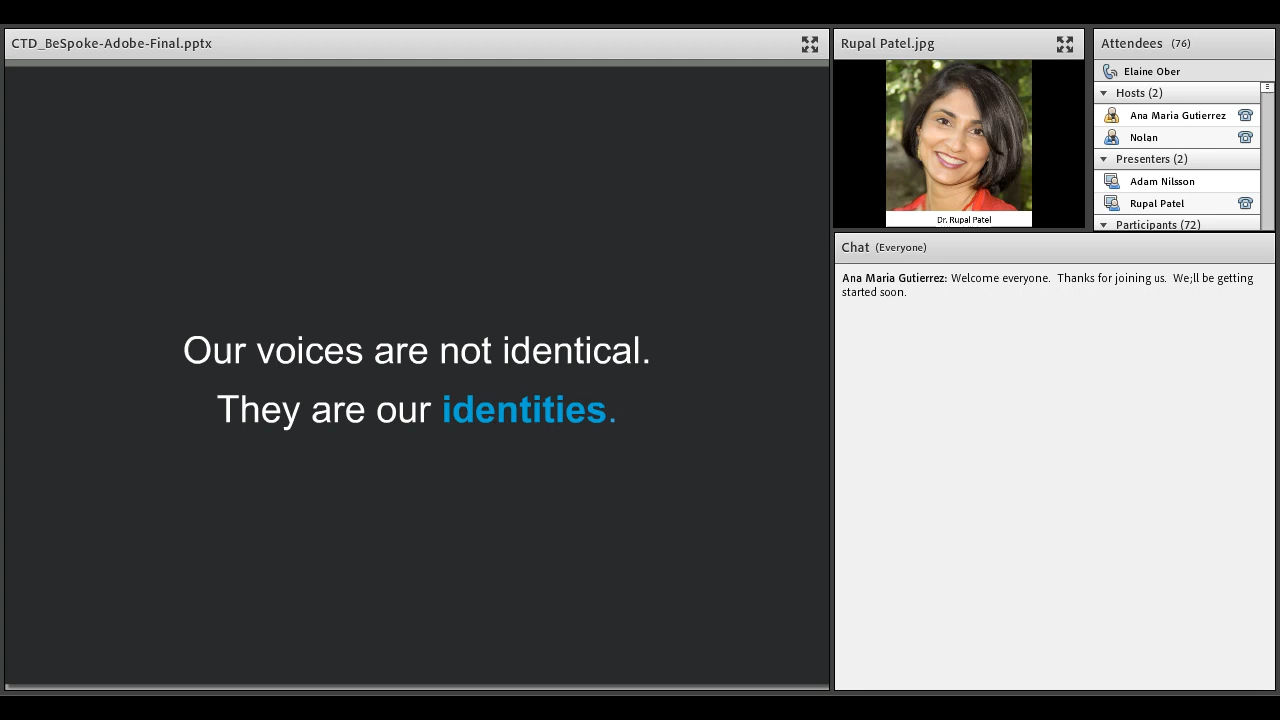 CTD_BeSpoke-Adobe-Final.pptx
Our voices are not identical.
They are our identities.
Rupal Patel.jpg
Dr. Rupal Patel
Attendees (76)
Elaine Ober
Hosts (2)
Ana Maria Gutierrez
Nolan
Presenters (2)
Adam Nilsson
Rupal Patel
Participants (72)
Chat (Everyone)
Ana Maria Gutierrez: Welcome everyone. Thanks for joining us. We;ll be getting
started soon.